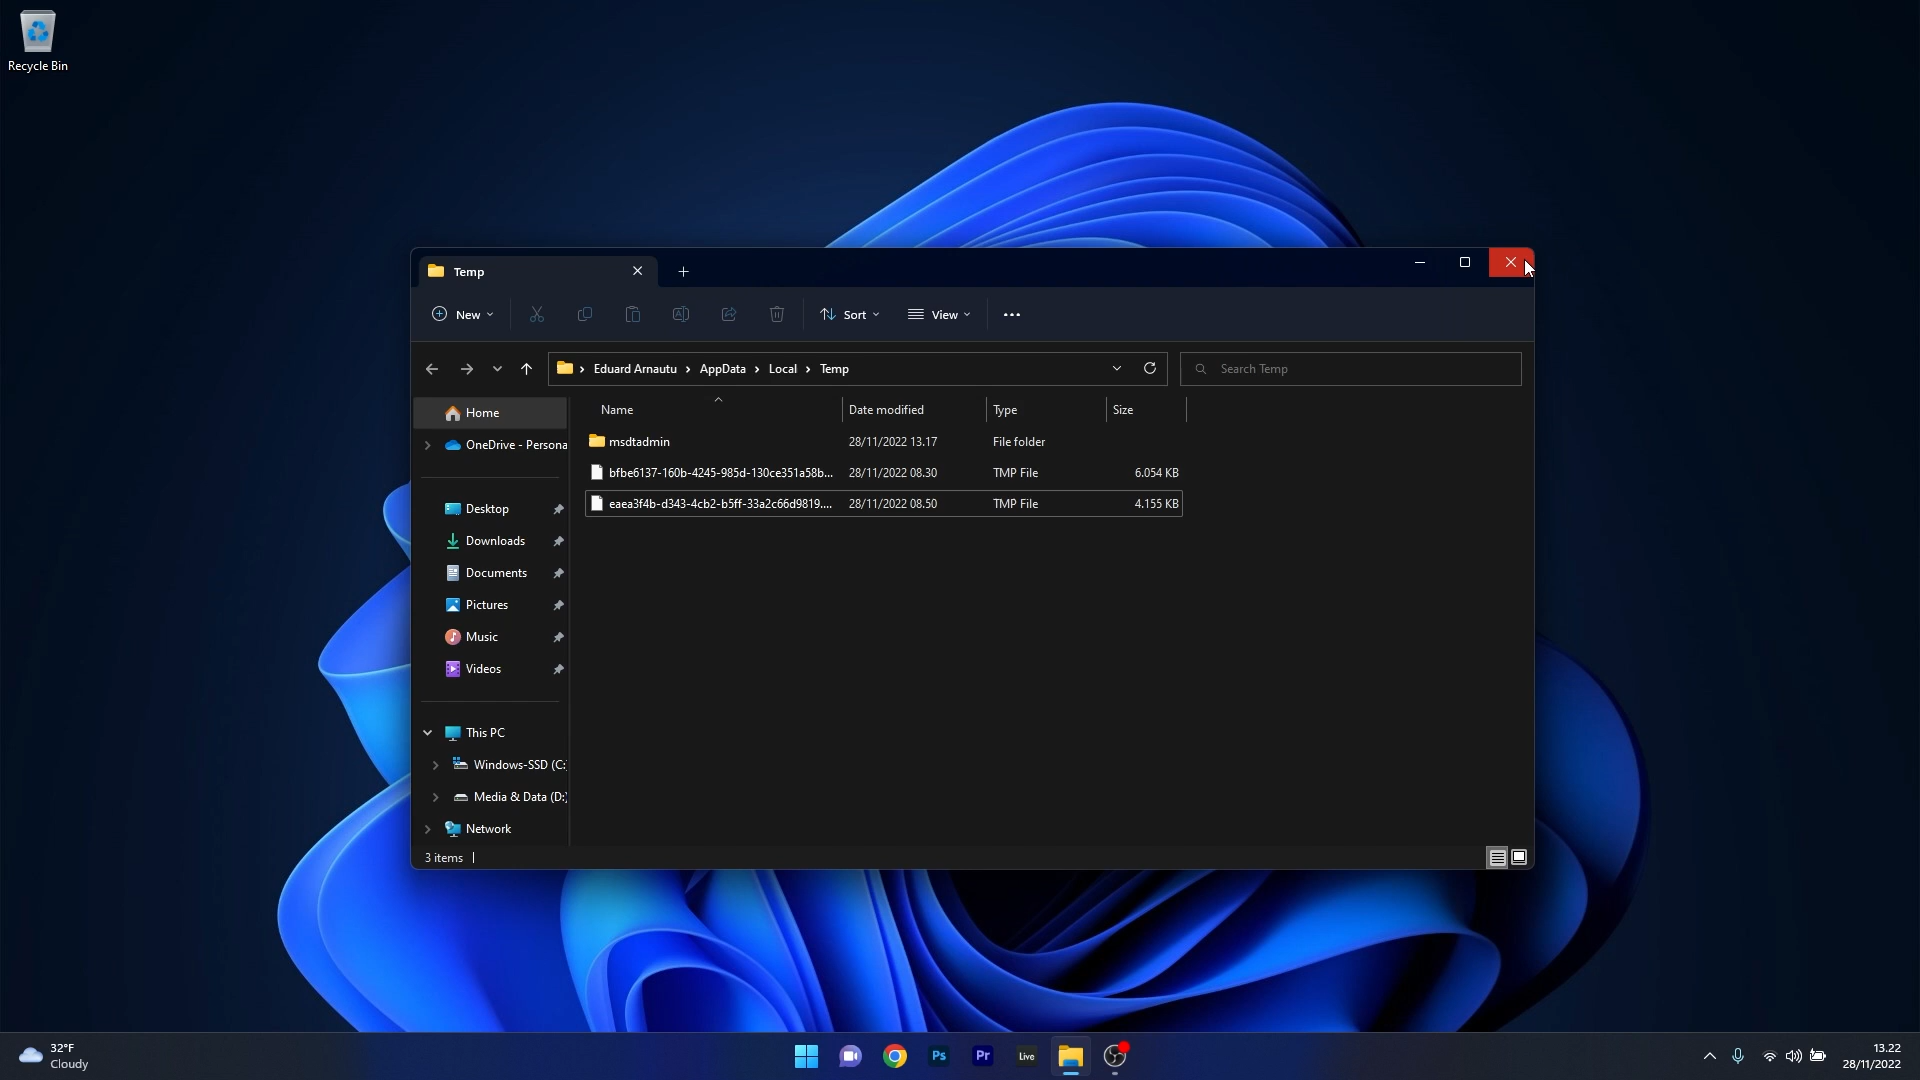 Recycle Bin
Temp
New
Sort
View
Eduard Arnautu
AppData
Local
Temp
Search Temp
Name
Date modified
Type
Size
Home
OneDrive - Persona
Desktop
Downloads
Documents
Pictures
Music
Videos
This PC
Windows-SSD (C:)
Media & Data (D:)
Network
msdtadmin 28/11/2022 13.17 File folder
bfbe6137-160b-4245-985d-130ce351a58b... 28/11/2022 08.30 TMP File 6.054 KB
eaea3f4b-d343-4cb2-b5ff-33a2c66d9819.... 28/11/2022 08.50 TMP File 4.155 KB
3 items
32°F
Cloudy
Ps
Pr
Live
13.22
28/11/2022